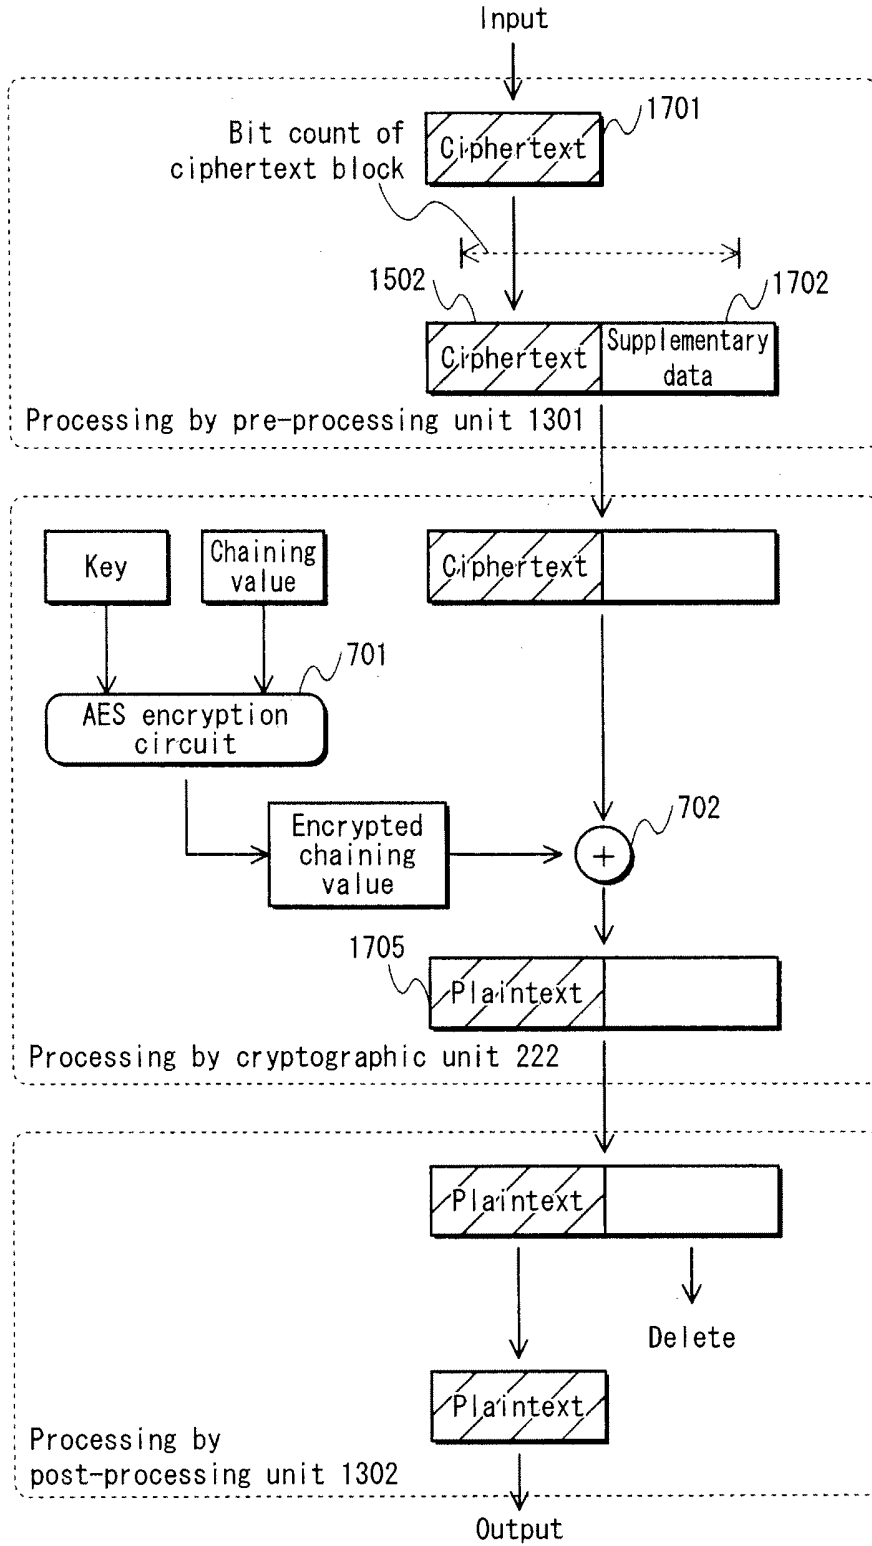 Input
1701
Bit count of
ciphertext block
Ciphertext
1502
1702
Ciphertext
Supplementary
data
Processing by pre-processing unit 1301
Key
Chaining
value
Ciphertext
701
AES encryption
circuit
702
Encrypted
chaining
value
+
1705
Plaintext
Processing by cryptographic unit 222
Plaintext
Delete
Plaintext
Processing by
post-processing unit 1302
Output